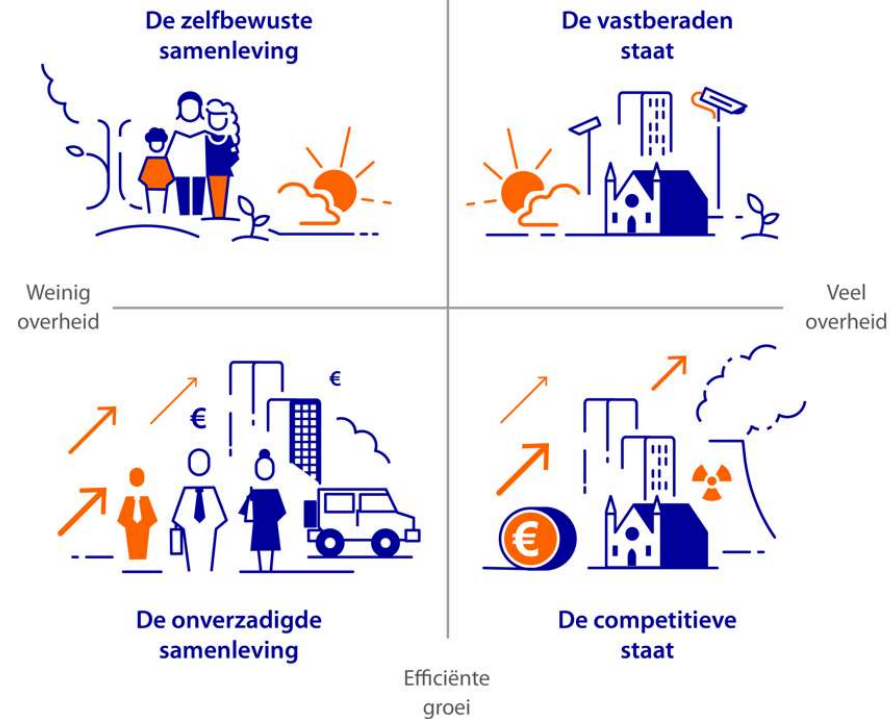 De zelfbewuste
samenleving
De vastberaden
staat
Weinig
overheid
Veel
overheid
€
€
€
De onverzadigde
samenleving
De competitieve
staat
Efficiënte
groei